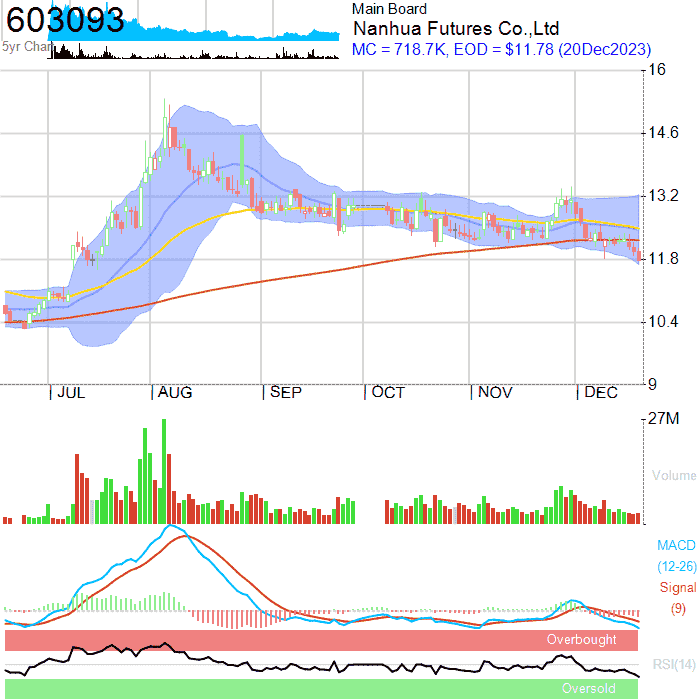 603093
5yr Chart
Main Board
Nanhua Futures Co.,Ltd
MC = 718.7K, EOD = $11.78 (20Dec2023)
16
14.6
13.2
11.8
10.4
9
JUL AUG SEP OCT NOV DEC
27M
Volume
MACD
(12-26)
Signal
(9)
Overbought
RSI(14)
Oversold